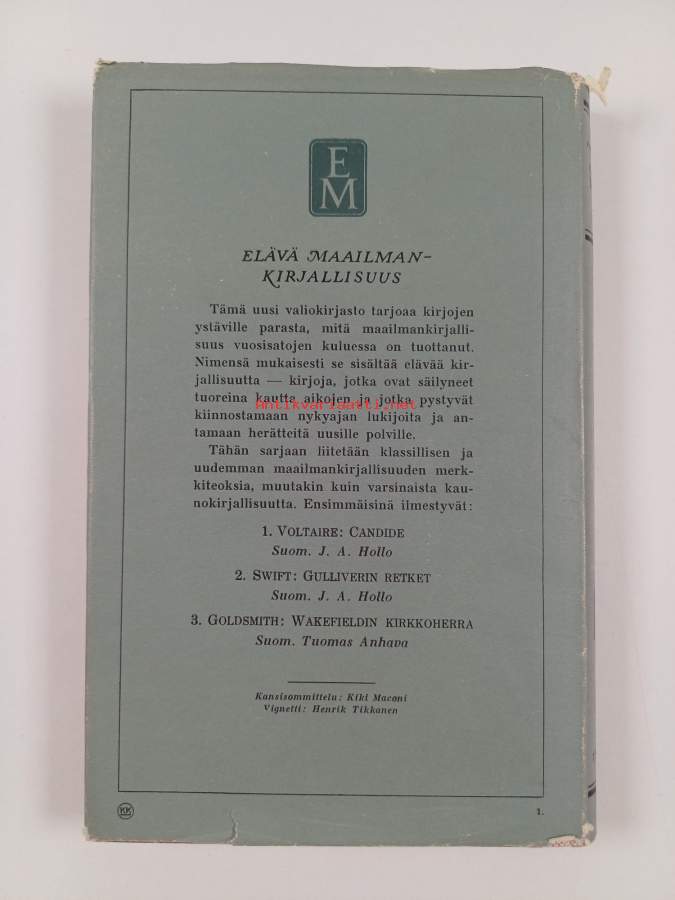 E
M
ELÄVÄ MAAILMAN-
KIRJALLISUUS
Tämä uusi valiokirjasto tarjoaa kirjojen
ystäville parasta, mitä maailmankirjalli-
suus vuosisatojen kuluessa on tuottanut.
Nimensä mukaisesti se sisältää elävää kir-
jallisuutta — kirjoja, jotka ovat säilyneet
tuoreina kautta aikojen ja jotka pystyvät
Antikvariaatti.net
kiinnostamaan nykyajan lukijoita ja an-
tamaan herätteitä uusille polville.
Tähän sarjaan liitetään klassillisen ja
uudemman maailmankirjallisuuden merk-
kiteoksia, muutakin kuin varsinaista kau-
nokirjallisuutta. Ensimmäisinä ilmestyvät:
1. VOLTAIRE: CANDIDE
Suom. J. A. Hollo
2. SWIFT: GULLIVERIN RETKET
Suom. J. A. Hollo
3. GOLDSMITH: WAKEFIELDIN KIRKKOHERRA
Suom. Tuomas Anhava
Kansisommittelu: Kiki Maconi
Vignetti: Henrik Tikkanen
KK
1.